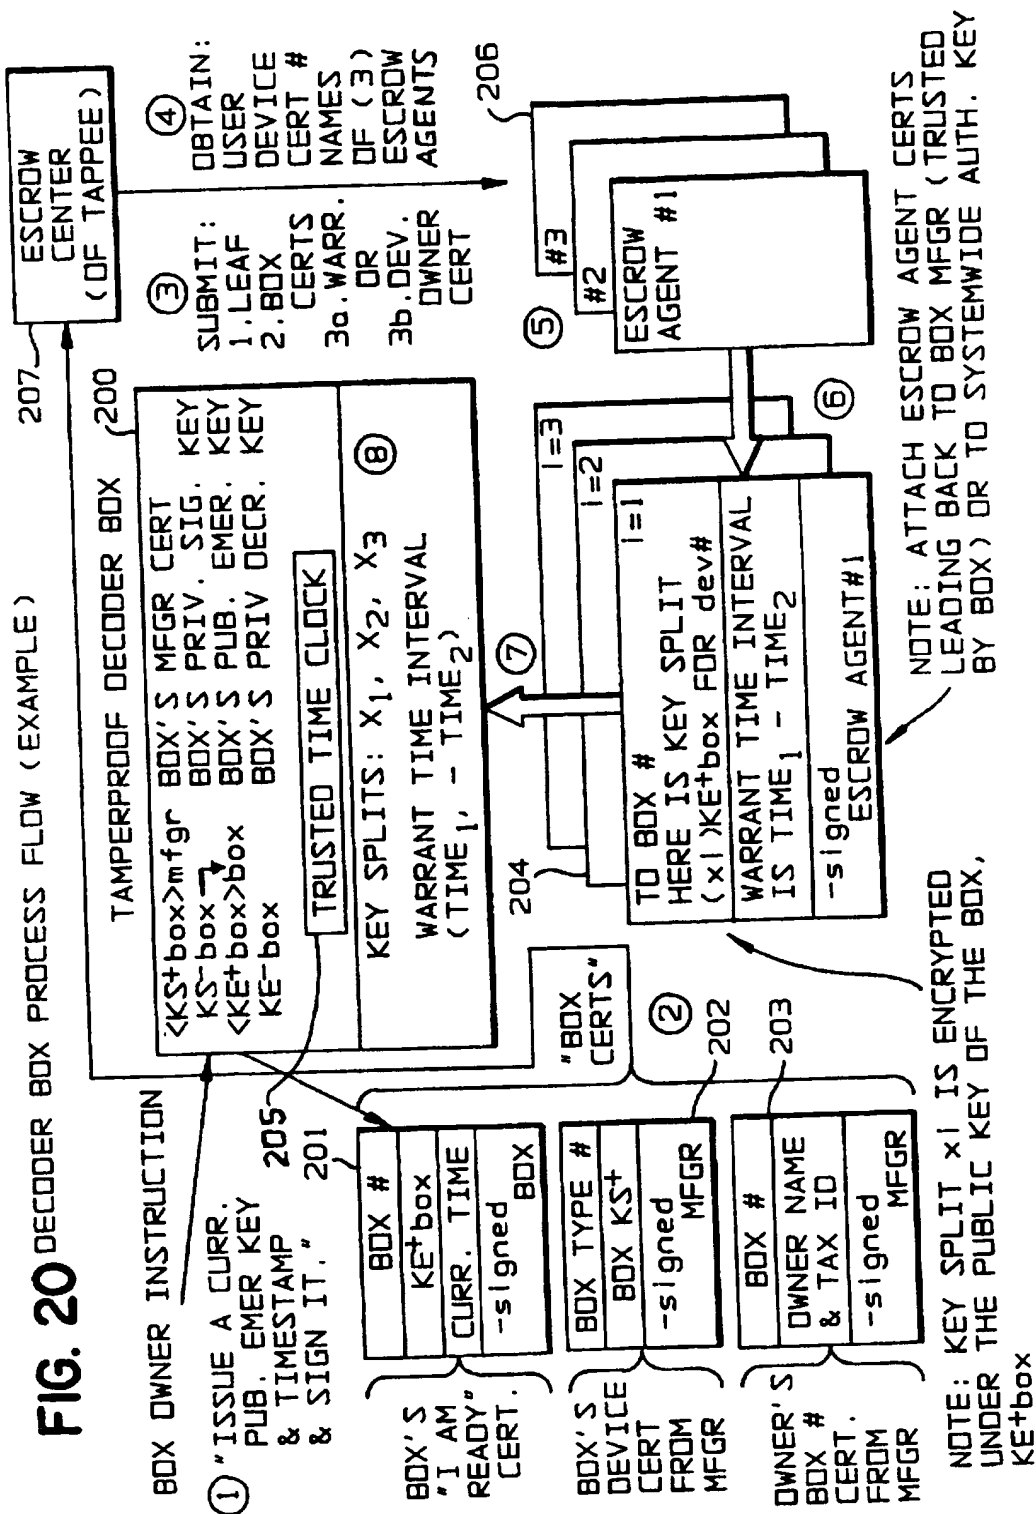 FIG. 20 DECODER BOX PROCESS FLOW (EXAMPLE)
BOX OWNER INSTRUCTION
① "ISSUE A CURR.
PUB. EMER KEY
& TIMESTAMP
& SIGN IT."
TAMPERPROOF DECODER BOX
200
<KS+box>mfgr BOX'S MFGR CERT
KS-box BOX'S PRIV. SIG. KEY
<KE+box>box BOX'S PUB. EMER. KEY
KE-box BOX'S PRIV DECR. KEY
TRUSTED TIME CLOCK
205
KEY SPLITS: X1, X2, X3 ⑧
WARRANT TIME INTERVAL
(TIME1, - TIME2)
207
ESCROW
CENTER
(OF TAPPEE)
③
SUBMIT:
1.LEAF
2.BOX
CERTS
3a.WARR.
OR
3b.DEV.
OWNER
CERT
④
OBTAIN:
USER
DEVICE
CERT #
NAMES
OF (3)
ESCROW
AGENTS
BOX'S
"I AM
READY"
CERT.
201
BOX #
KE+box
CURR. TIME
-signed
BOX
BOX'S
DEVICE
CERT
FROM
MFGR
BOX TYPE #
BOX KS+
-signed
MFGR
202
OWNER'S
BOX #
CERT.
FROM
MFGR
BOX #
OWNER NAME
& TAX ID
-signed
MFGR
203
"BOX
CERTS"
②
204
⑦
i=3
i=2
i=1
TO BOX #
HERE IS KEY SPLIT
(xi)KE+box FOR dev#
WARRANT TIME INTERVAL
IS TIME1 - TIME2
-signed
ESCROW AGENT#1
⑥
⑤
206
#3
#2
ESCROW
AGENT #1
NOTE: KEY SPLIT xi IS ENCRYPTED
UNDER THE PUBLIC KEY OF THE BOX,
KE+box
NOTE: ATTACH ESCROW AGENT CERTS
LEADING BACK TO BOX MFGR (TRUSTED
BY BOX) OR TO SYSTEMWIDE AUTH. KEY